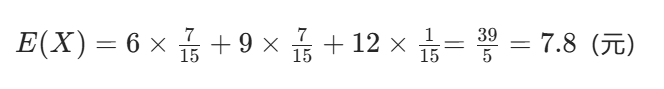 E(X) = 6 × 7/15 + 9 × 7/15 + 12 × 1/15 = 39/5 = 7.8（元）